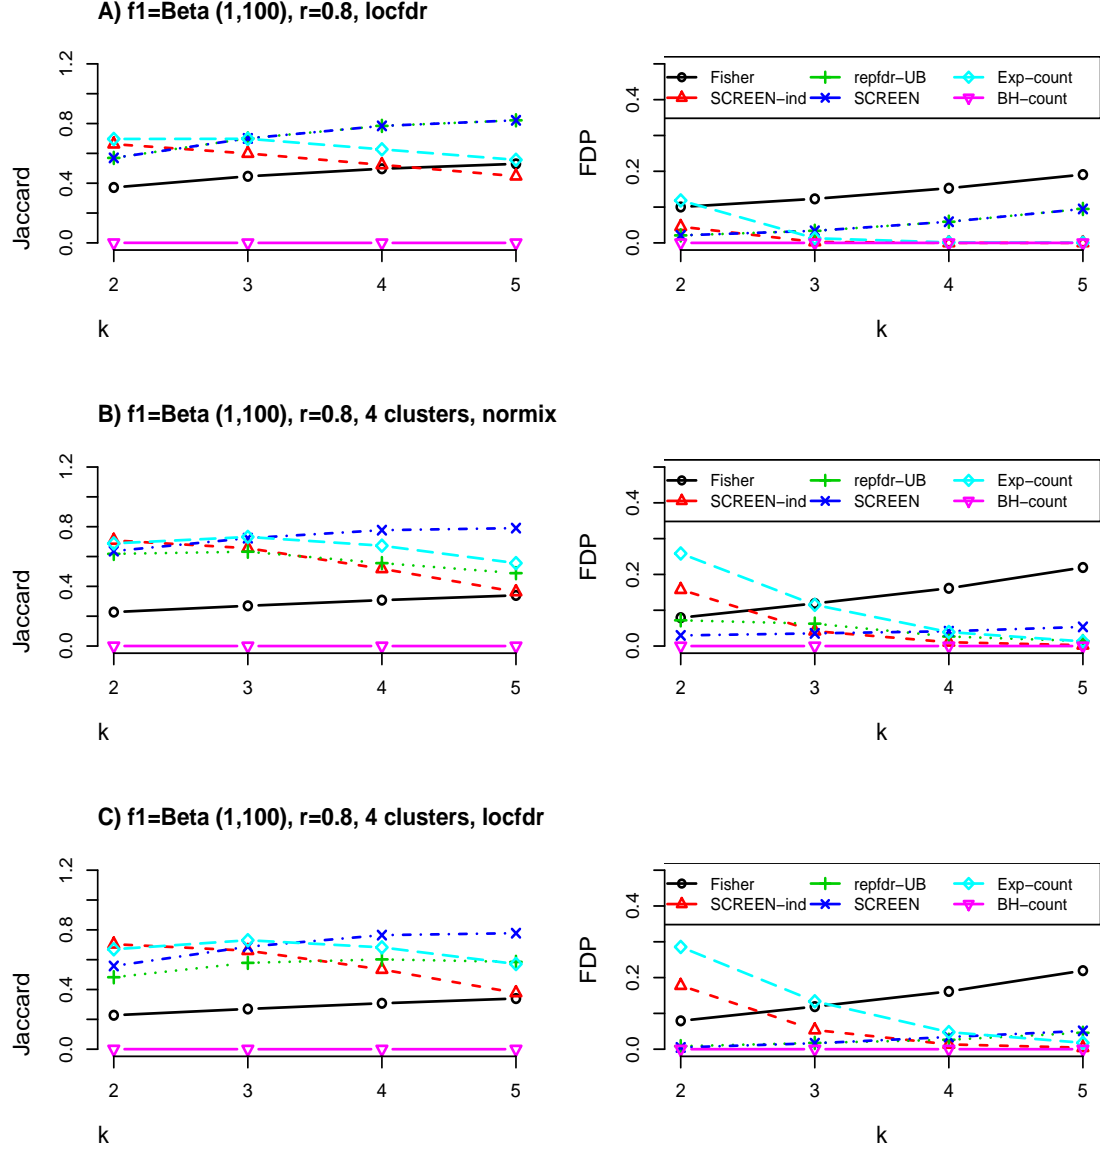 A) f1=Beta (1,100), r=0.8, locfdr
Jaccard
0.0 0.4 0.8 1.2
2 3 4 5
k
FDP
0.0 0.2 0.4
Fisher repfdr−UB Exp−count
SCREEN−ind SCREEN BH−count
2 3 4 5
k
B) f1=Beta (1,100), r=0.8, 4 clusters, normix
Jaccard
0.0 0.4 0.8 1.2
2 3 4 5
k
FDP
0.0 0.2 0.4
Fisher repfdr−UB Exp−count
SCREEN−ind SCREEN BH−count
2 3 4 5
k
C) f1=Beta (1,100), r=0.8, 4 clusters, locfdr
Jaccard
0.0 0.4 0.8 1.2
2 3 4 5
k
FDP
0.0 0.2 0.4
Fisher repfdr−UB Exp−count
SCREEN−ind SCREEN BH−count
2 3 4 5
k